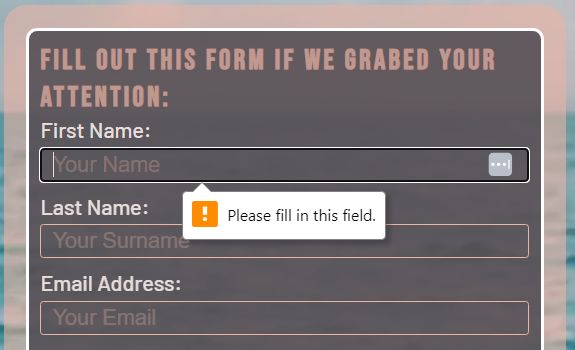 FILL OUT THIS FORM IF WE GRABED YOUR
ATTENTION:
First Name:
Your Name
Last Name:
Please fill in this field.
Your Surname
Email Address:
Your Email